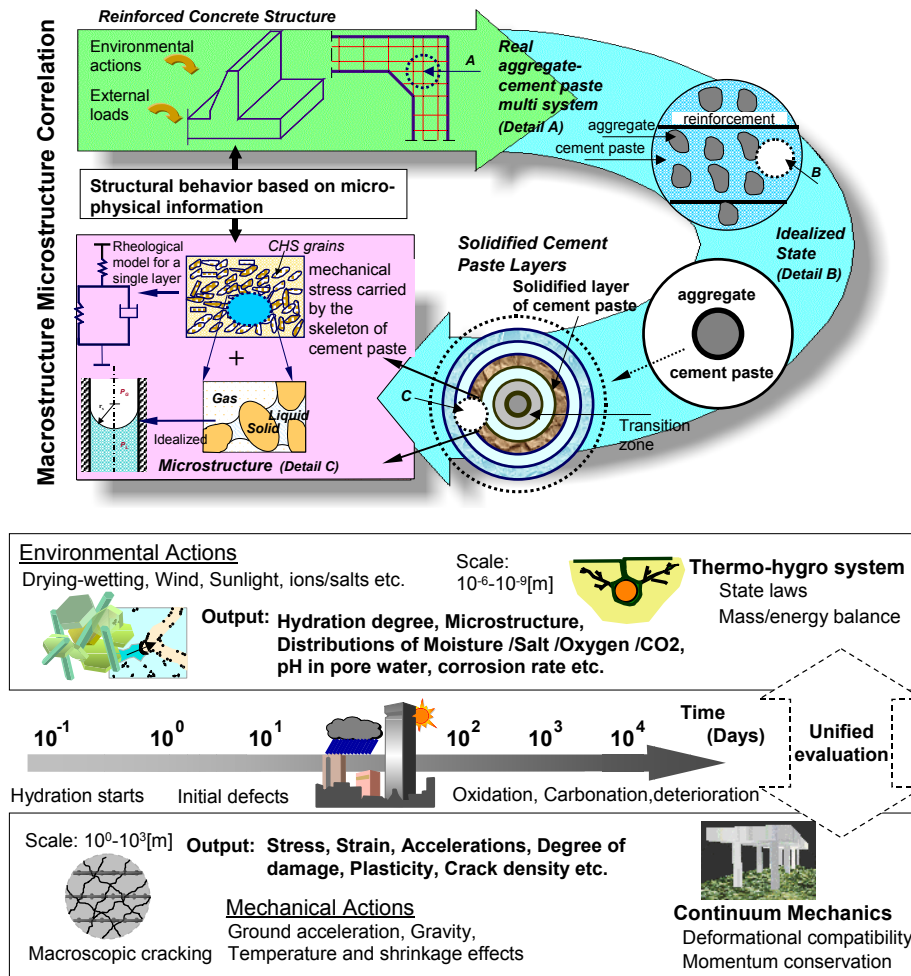 Macrostructure Microstructure Correlation
Reinforced Concrete Structure
Environmental
actions
External
loads
A
Real
aggregate-
cement paste
multi system
(Detail A)
aggregate
cement paste
reinforcement
B
Structural behavior based on micro-
physical information
Idealized
State
(Detail B)
Rheological
model for a
single layer
CHS grains
mechanical
stress carried
by the
skeleton of
cement paste
+
Gas
Liquid
Solid
Idealized
Microstructure (Detail C)
Solidified Cement
Paste Layers
Solidified layer
of cement paste
C
Transition
zone
aggregate
cement paste
Environmental Actions
Drying-wetting, Wind, Sunlight, ions/salts etc.
Scale:
10-6-10-9[m]
Thermo-hygro system
State laws
Mass/energy balance
Output: Hydration degree, Microstructure,
Distributions of Moisture /Salt /Oxygen /CO2,
pH in pore water, corrosion rate etc.
10-1 100 101 102 103 104 Time
(Days)
Unified
evaluation
Hydration starts Initial defects Oxidation, Carbonation,deterioration
Scale: 100-103[m]
Output: Stress, Strain, Accelerations, Degree of
damage, Plasticity, Crack density etc.
Mechanical Actions
Ground acceleration, Gravity,
Temperature and shrinkage effects
Macroscopic cracking
Continuum Mechanics
Deformational compatibility
Momentum conservation